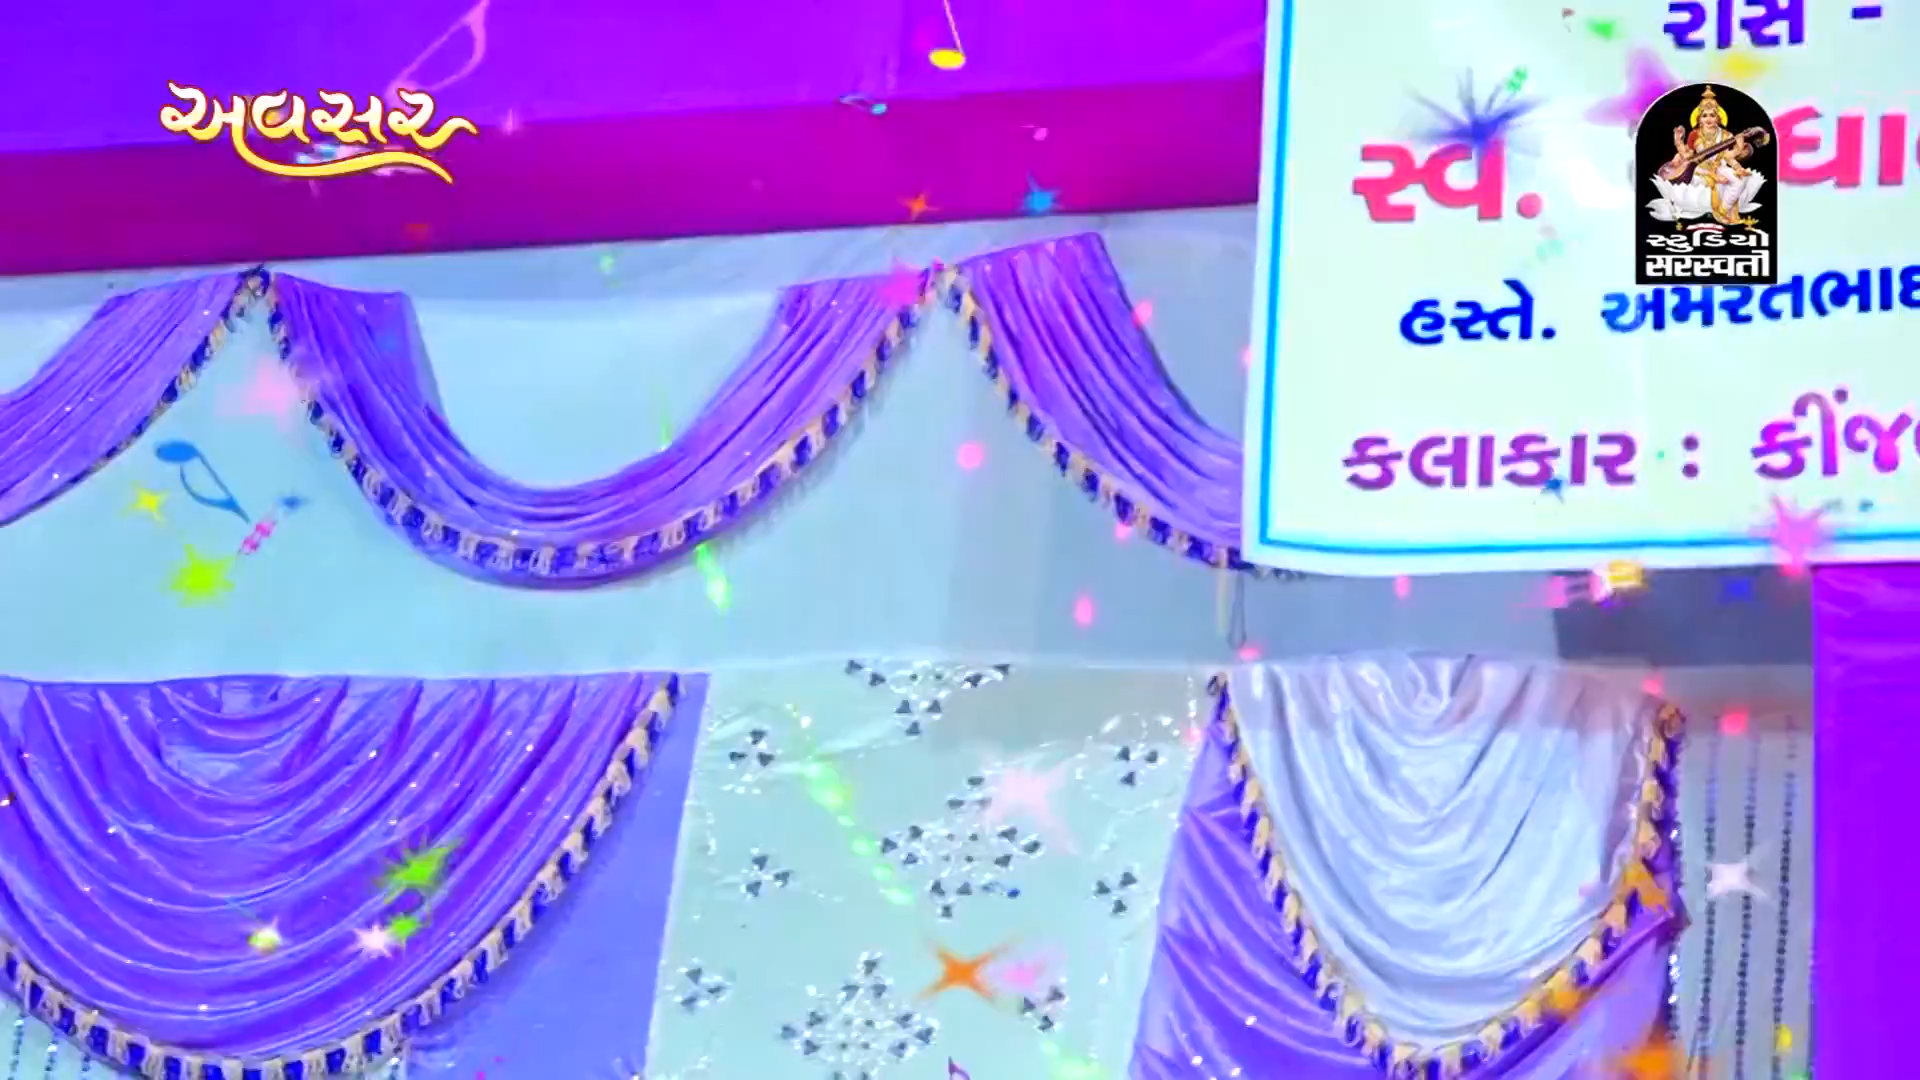 અવસર
રાસ -
સ્વ.
હસ્તે. અમરતભાઇ
કલાકાર :
સ્ટુડિયો
સરસ્વતી